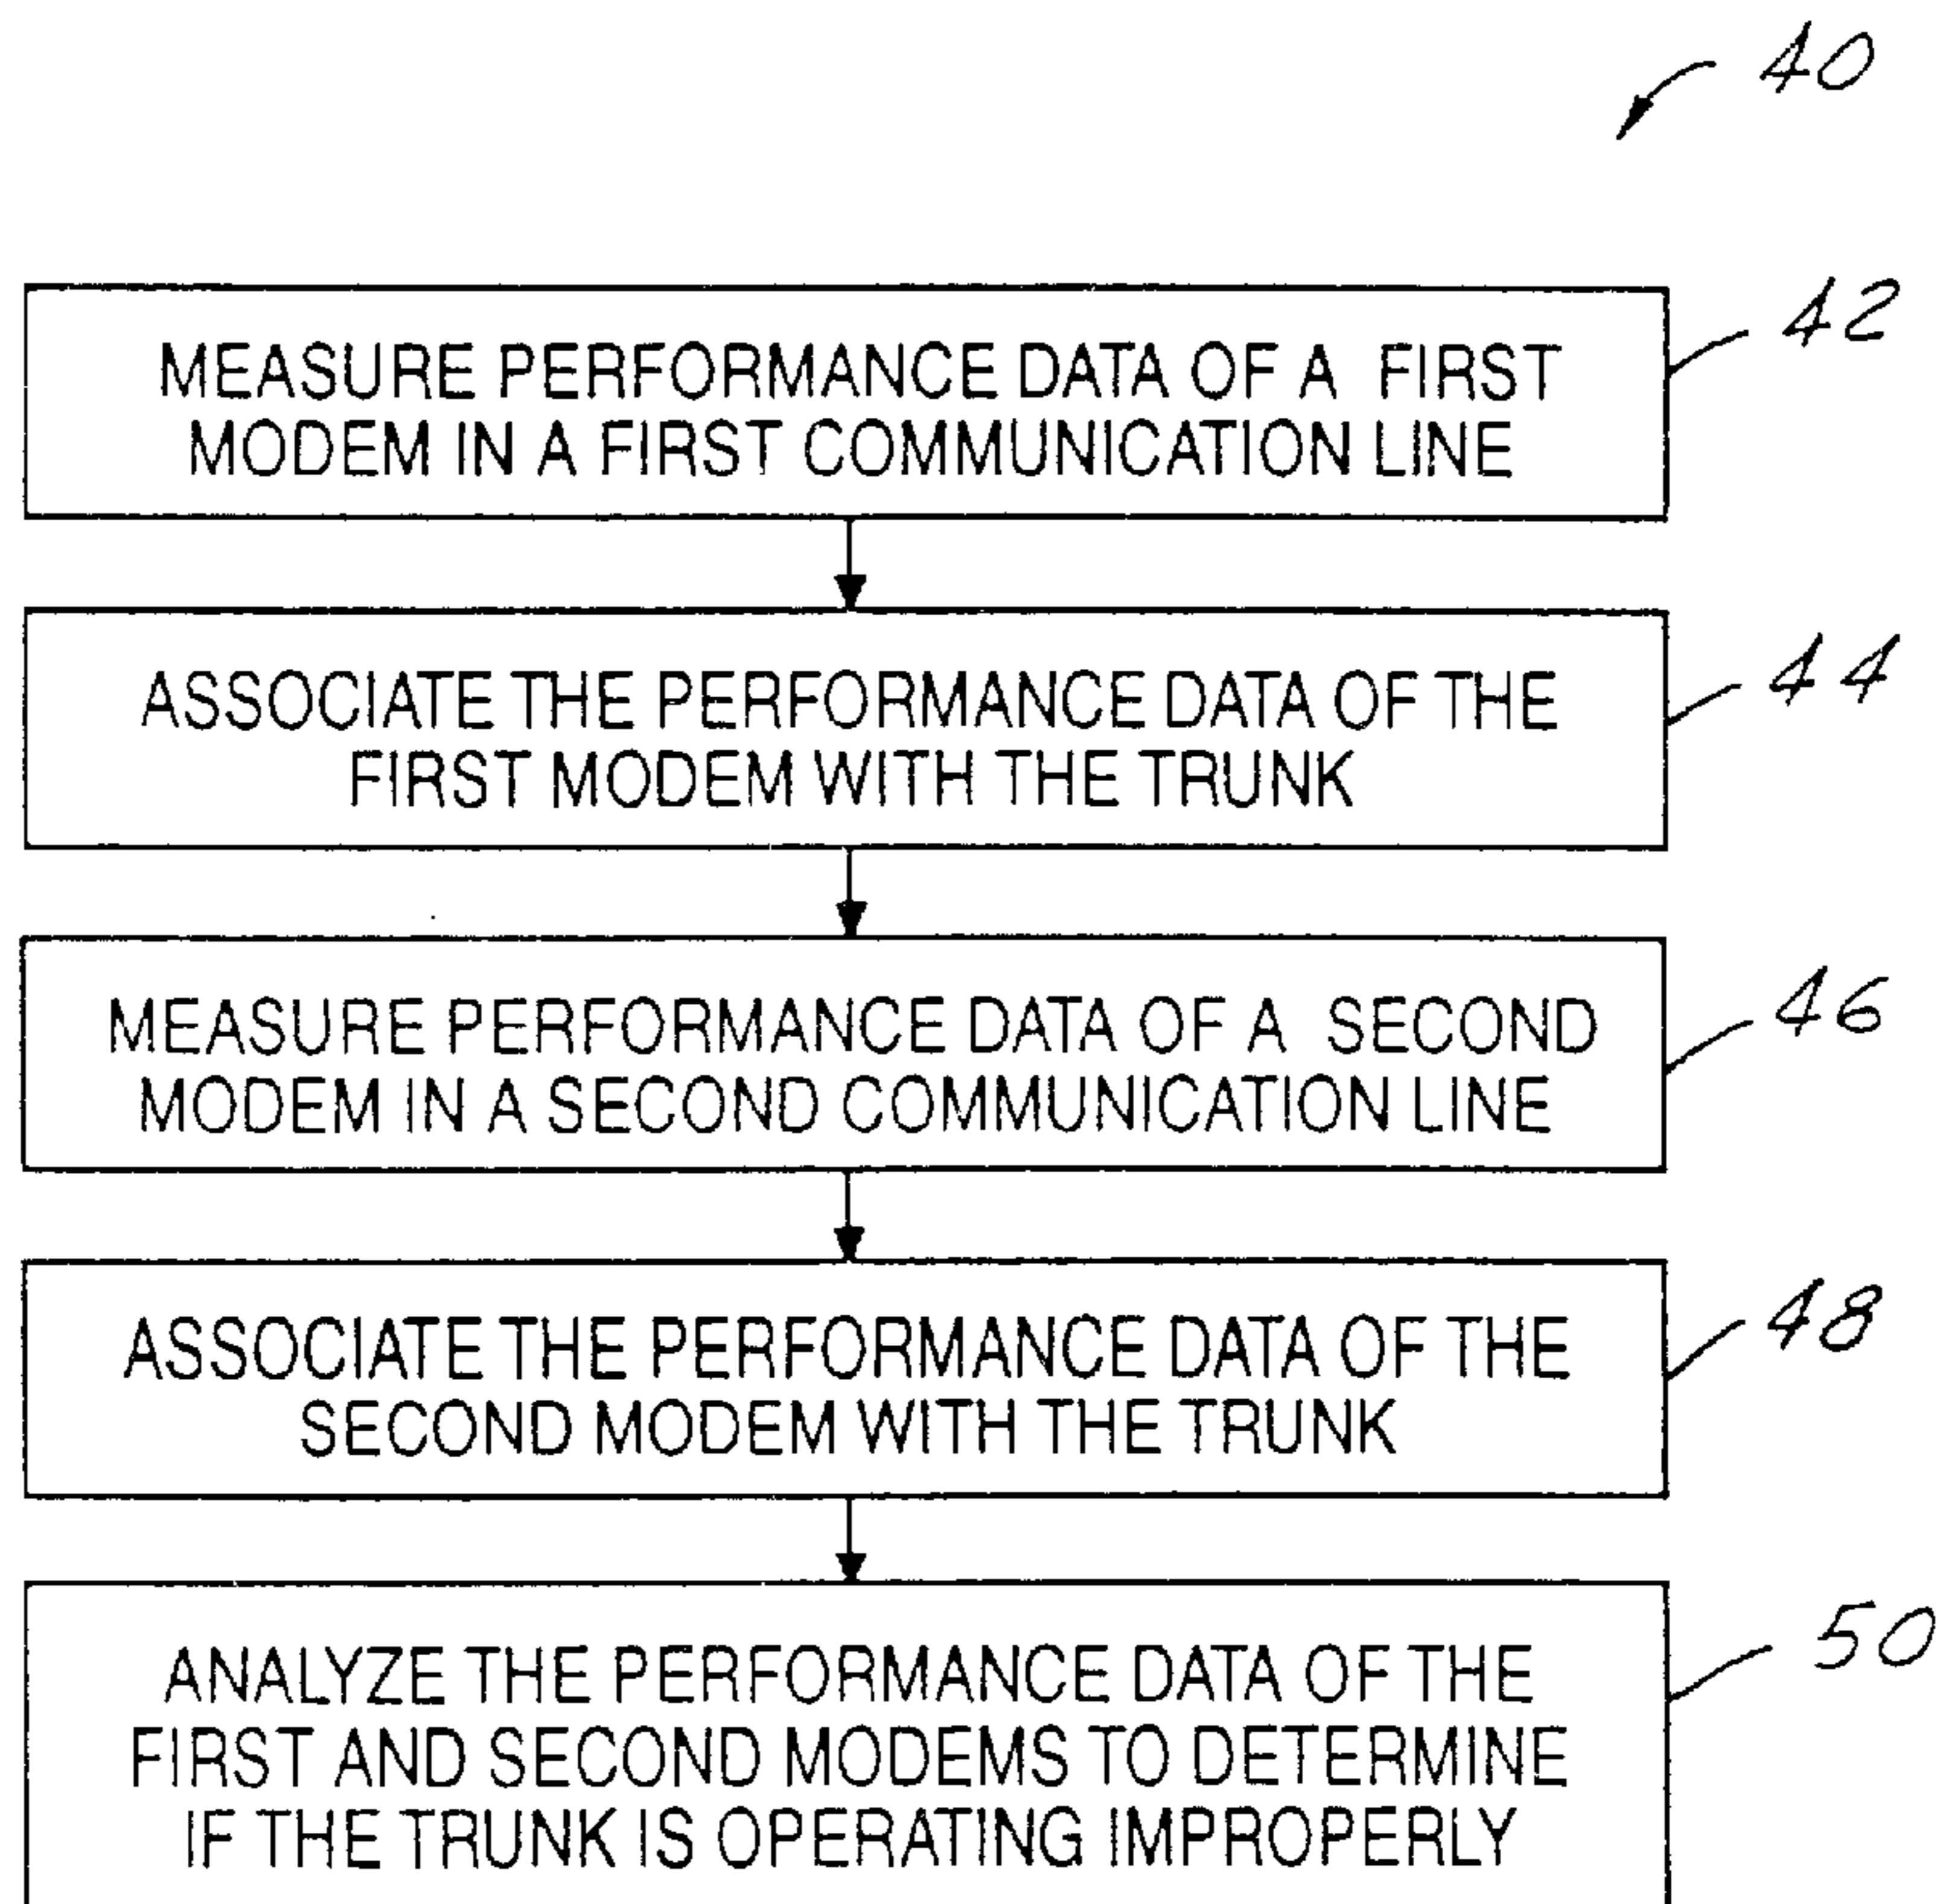 40
MEASURE PERFORMANCE DATA OF A FIRST
MODEM IN A FIRST COMMUNICATION LINE
42
ASSOCIATE THE PERFORMANCE DATA OF THE
FIRST MODEM WITH THE TRUNK
44
MEASURE PERFORMANCE DATA OF A SECOND
MODEM IN A SECOND COMMUNICATION LINE
46
ASSOCIATE THE PERFORMANCE DATA OF THE
SECOND MODEM WITH THE TRUNK
48
ANALYZE THE PERFORMANCE DATA OF THE
FIRST AND SECOND MODEMS TO DETERMINE
IF THE TRUNK IS OPERATING IMPROPERLY
50